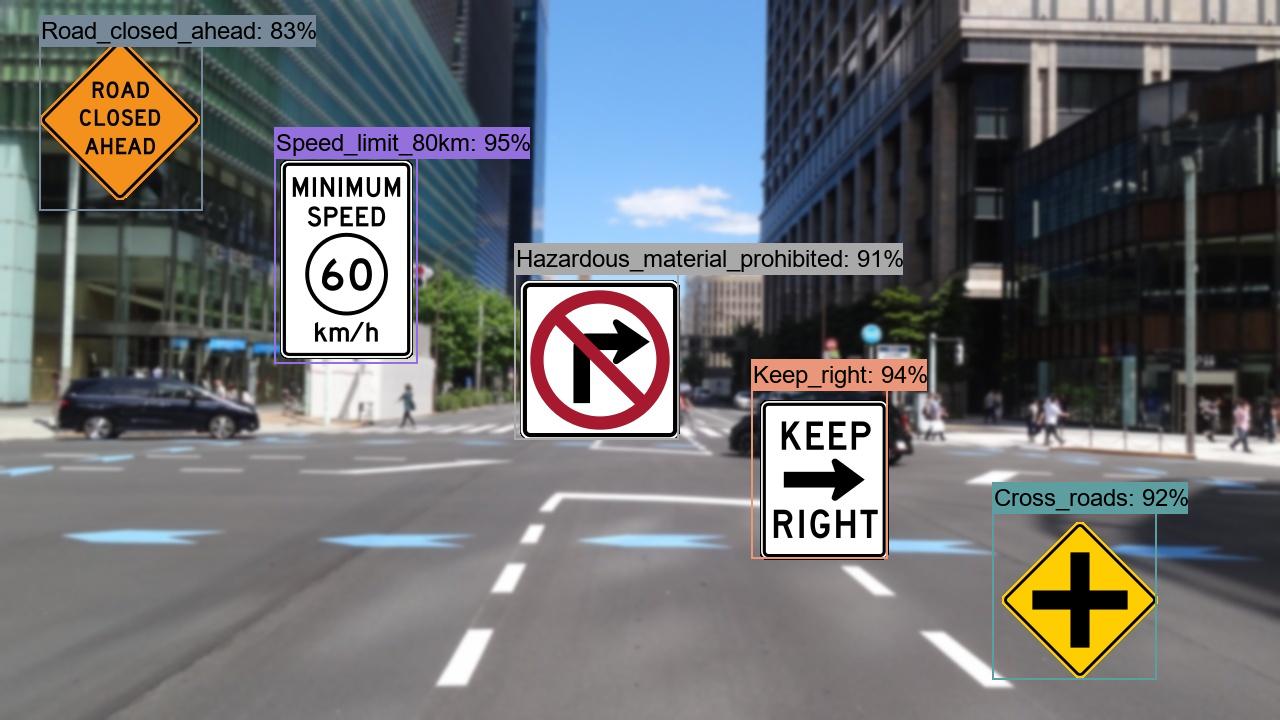 Road_closed_ahead: 83%
ROAD
CLOSED
AHEAD
Speed_limit_80km: 95%
MINIMUM
SPEED
60
km/h
Hazardous_material_prohibited: 91%
Keep_right: 94%
KEEP
RIGHT
Cross_roads: 92%